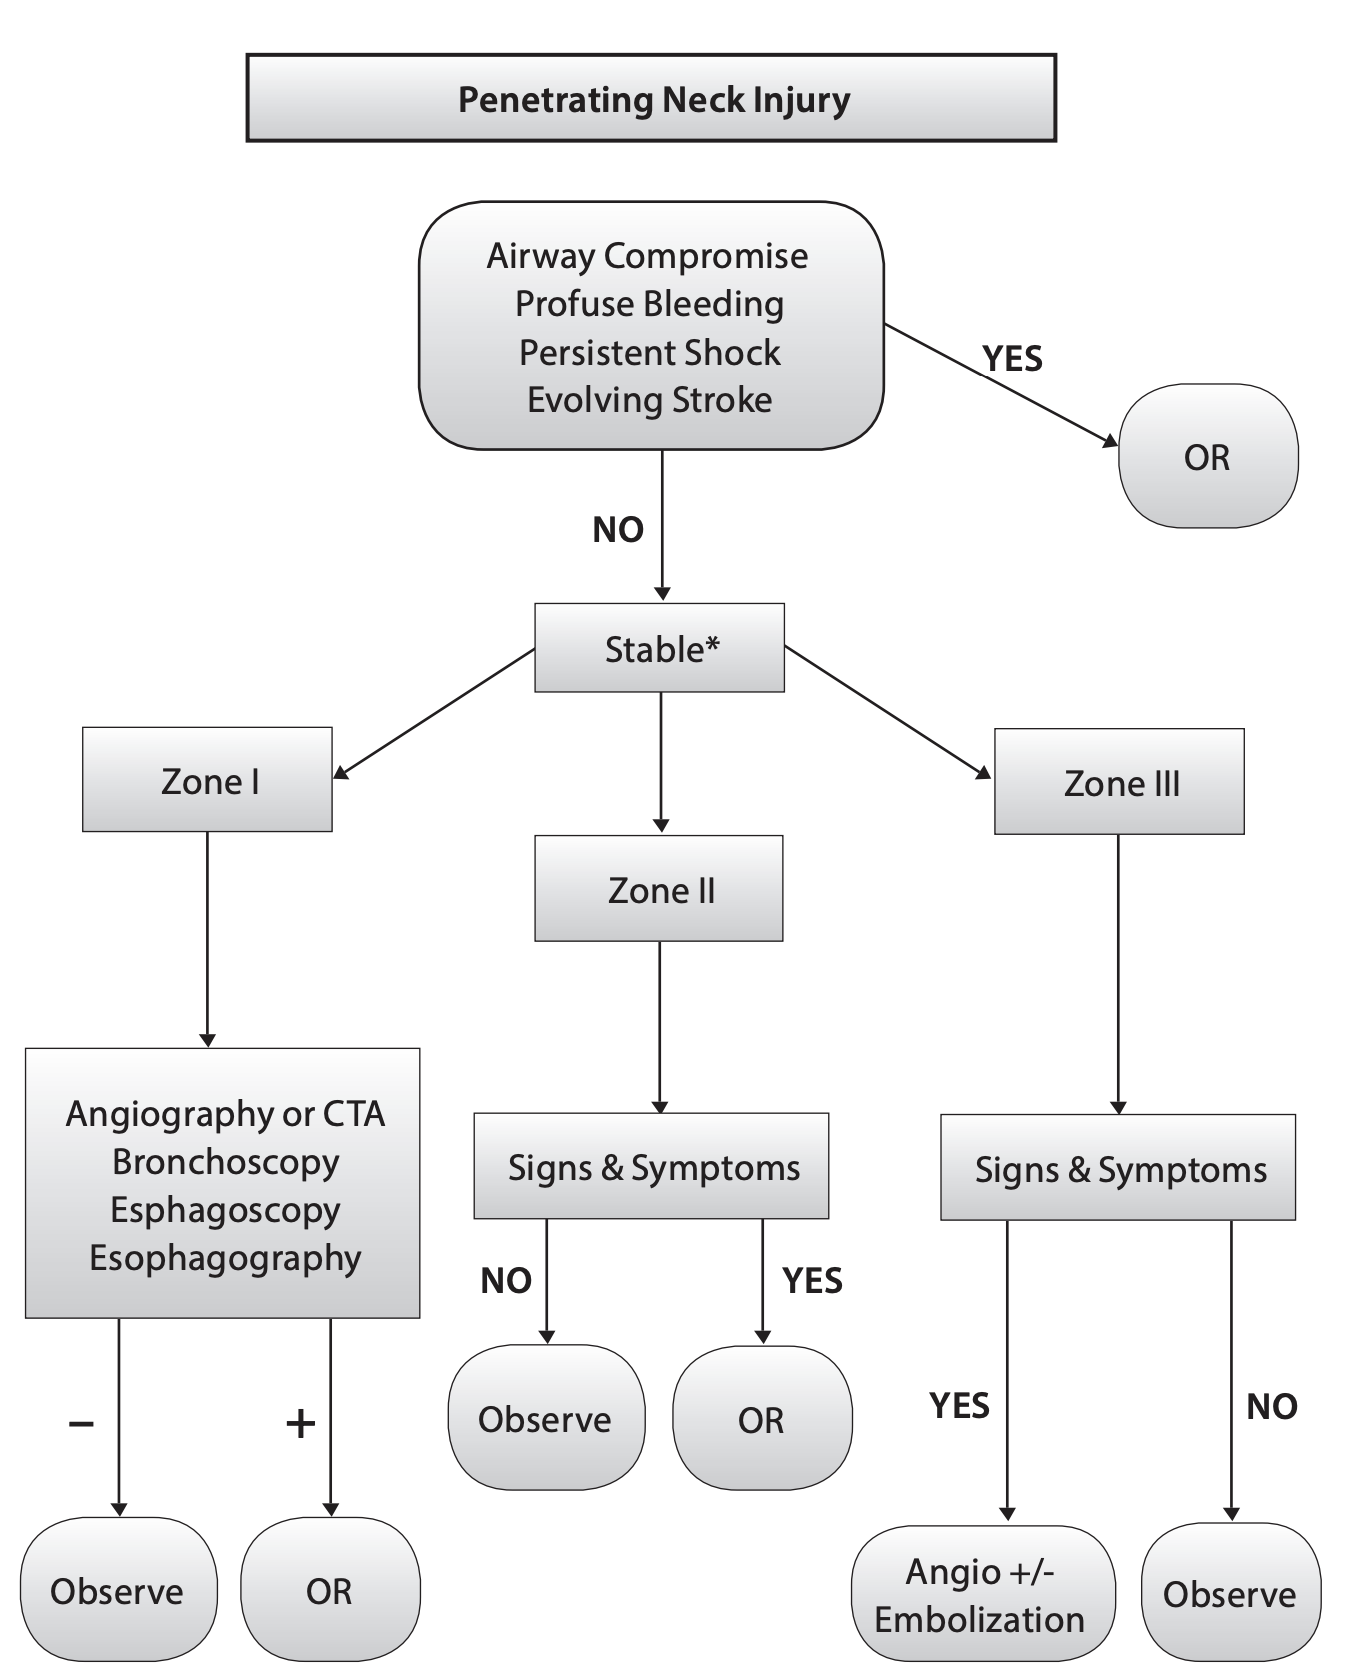 Penetrating Neck Injury
Airway Compromise
Profuse Bleeding
Persistent Shock
Evolving Stroke
YES
OR
NO
Stable*
Zone I
Zone II
Zone III
Angiography or CTA
Bronchoscopy
Esphagoscopy
Esophagography
Signs & Symptoms
Signs & Symptoms
NO
YES
–
+
YES
NO
Observe
OR
Observe
OR
Angio +/-
Embolization
Observe